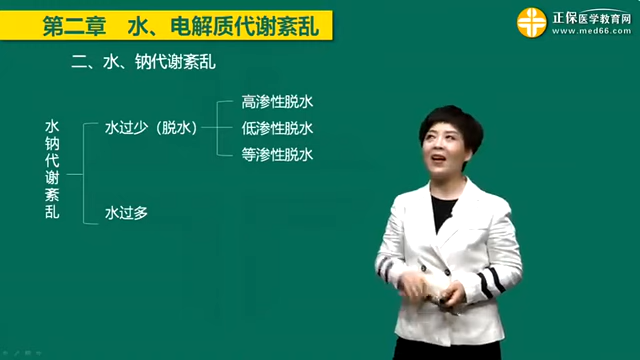 第二章 水、电解质代谢紊乱
正保医学教育网
www.med66.com
二、水、钠代谢紊乱
水钠代谢紊乱
水过少（脱水）
高渗性脱水
低渗性脱水
等渗性脱水
水过多